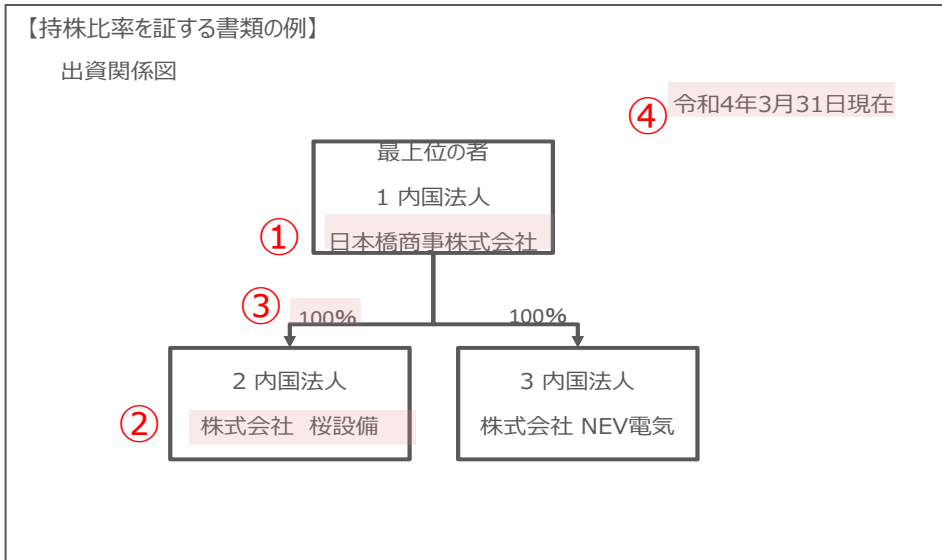 【持株比率を証する書類の例】
出資関係図
④ 令和4年3月31日現在
最上位の者
1 内国法人
① 日本橋商事株式会社
③ 100% 100%
2 内国法人
② 株式会社 桜設備
3 内国法人
株式会社 NEV電気